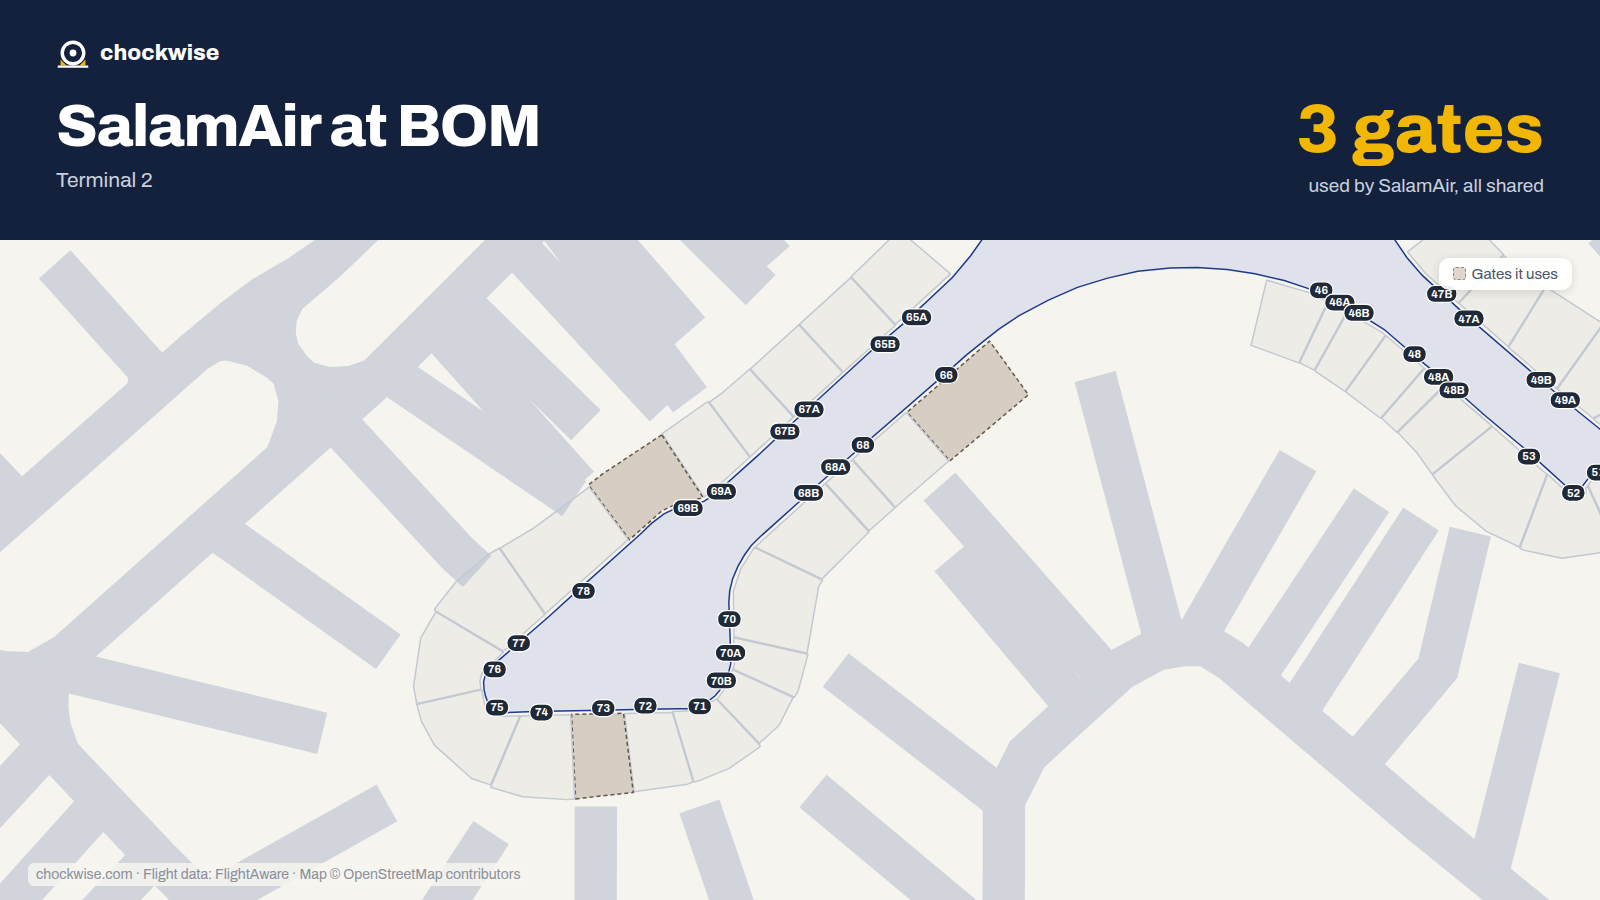 chockwise
SalamAir at BOM
Terminal 2
3 gates
used by SalamAir, all shared
Gates it uses
46
46A
46B
47B
47A
65A
65B
66
48
48A
48B
49B
49A
67A
67B
68
68A
68B
53
52
69A
69B
78
70
77
70A
76
70B
75
74
73
72
71
chockwise.com · Flight data: FlightAware · Map © OpenStreetMap contributors